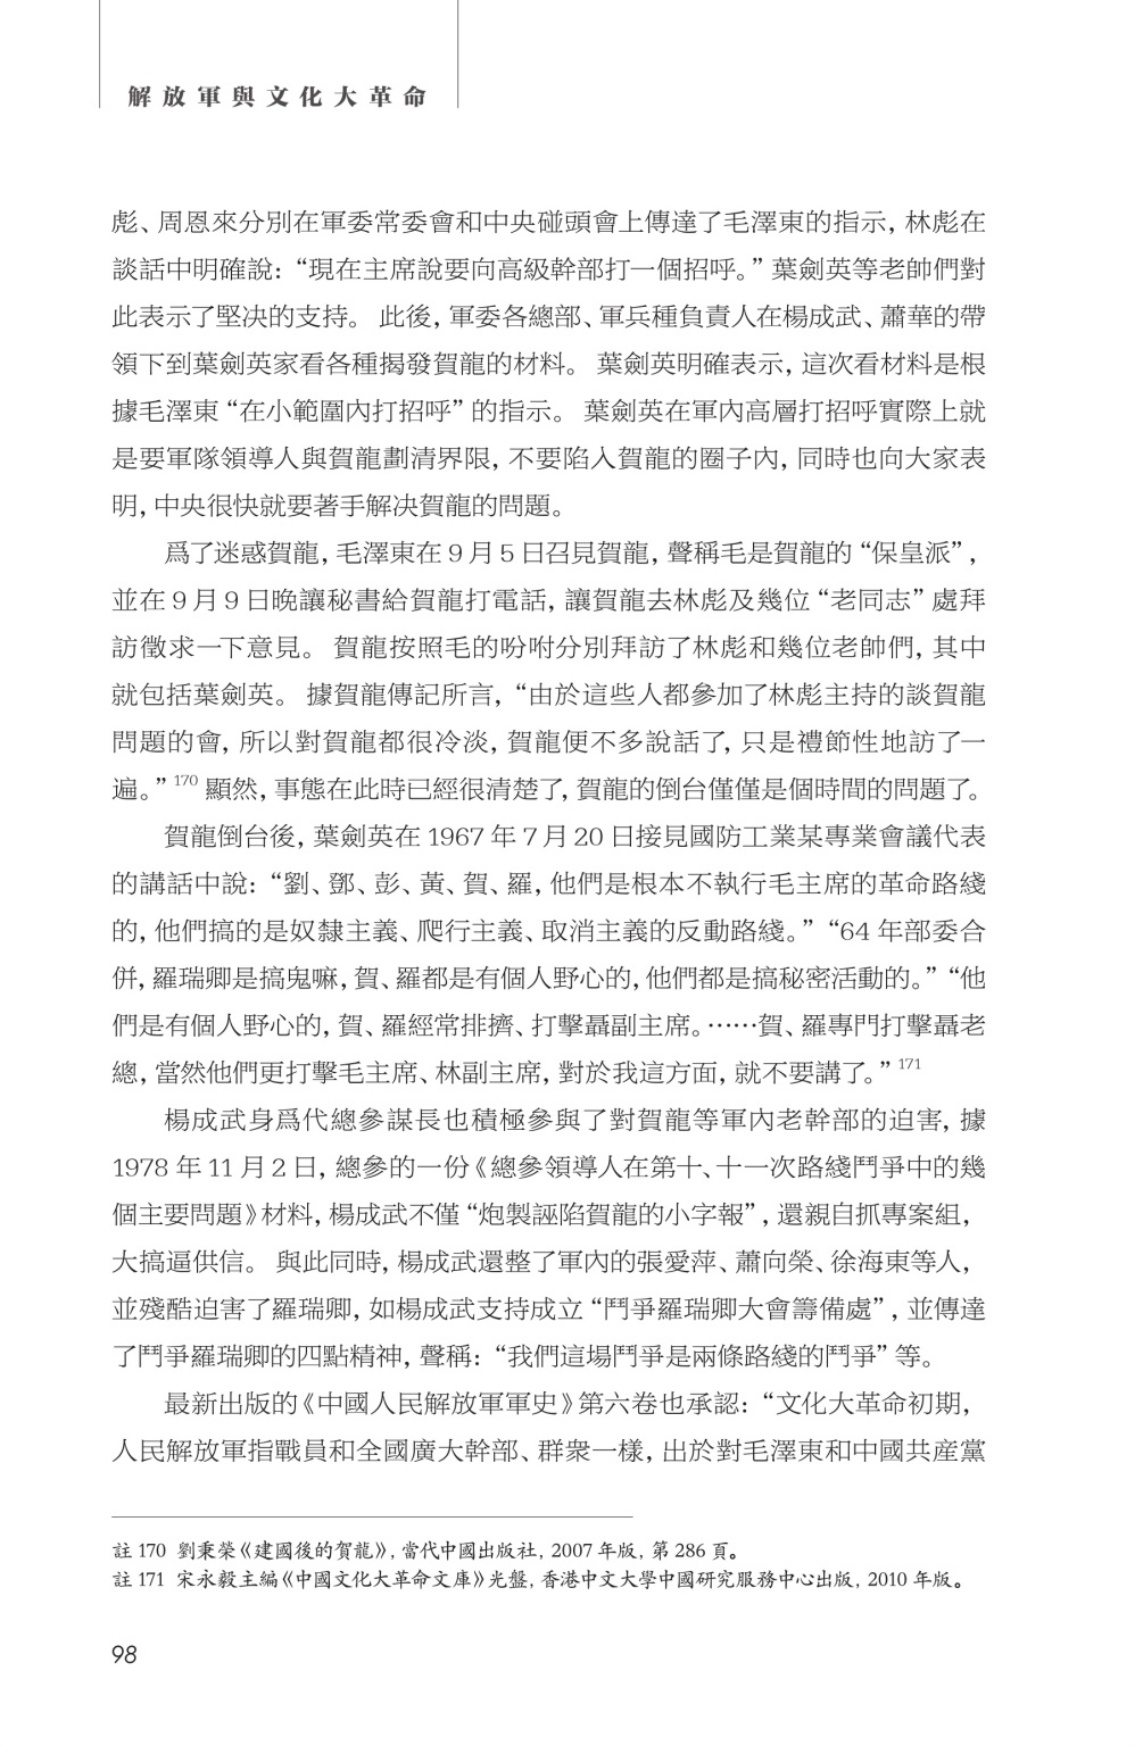 解放軍與文化大革命
彪、周恩來分別在軍委常委會和中央碰頭會上傳達了毛澤東的指示，林彪在
談話中明確說：“現在主席說要向高級幹部打一個招呼。”葉劍英等老帥們對
此表示了堅決的支持。 此後，軍委各總部、軍兵種負責人在楊成武、蕭華的帶
領下到葉劍英家看各種揭發賀龍的材料。 葉劍英明確表示，這次看材料是根
據毛澤東“在小範圍內打招呼”的指示。 葉劍英在軍內高層打招呼實際上就
是要軍隊領導人與賀龍劃清界限，不要陷入賀龍的圈子內，同時也向大家表
明，中央很快就要著手解決賀龍的問題。
爲了迷惑賀龍，毛澤東在 9 月 5 日召見賀龍，聲稱毛是賀龍的“保皇派”，
並在 9 月 9 日晚讓秘書給賀龍打電話，讓賀龍去林彪及幾位“老同志”處拜
訪徵求一下意見。 賀龍按照毛的吩咐分別拜訪了林彪和幾位老帥們，其中
就包括葉劍英。 據賀龍傳記所言，“由於這些人都參加了林彪主持的談賀龍
問題的會，所以對賀龍都很冷淡，賀龍便不多說話了，只是禮節性地訪了一
遍。”170 顯然，事態在此時已經很清楚了，賀龍的倒台僅僅是個時間的問題了。
賀龍倒台後，葉劍英在 1967 年 7 月 20 日接見國防工業某專業會議代表
的講話中說：“劉、鄧、彭、黃、賀、羅，他們是根本不執行毛主席的革命路綫
的，他們搞的是奴隸主義、爬行主義、取消主義的反動路綫。”“64 年部委合
併，羅瑞卿是搞鬼嘛，賀、羅都是有個人野心的，他們都是搞秘密活動的。”“他
們是有個人野心的，賀、羅經常排擠、打擊聶副主席。……賀、羅專門打擊聶老
總，當然他們更打擊毛主席、林副主席，對於我這方面，就不要講了。”171
楊成武身爲代總參謀長也積極參與了對賀龍等軍內老幹部的迫害，據
1978 年 11 月 2 日，總參的一份《總參領導人在第十、十一次路綫鬥爭中的幾
個主要問題》材料，楊成武不僅“炮製誣陷賀龍的小字報”，還親自抓專案組，
大搞逼供信。 與此同時，楊成武還整了軍內的張愛萍、蕭向榮、徐海東等人，
並殘酷迫害了羅瑞卿，如楊成武支持成立“鬥爭羅瑞卿大會籌備處”，並傳達
了鬥爭羅瑞卿的四點精神，聲稱：“我們這場鬥爭是兩條路綫的鬥爭”等。
最新出版的《中國人民解放軍軍史》第六卷也承認：“文化大革命初期，
人民解放軍指戰員和全國廣大幹部、群衆一樣，出於對毛澤東和中國共産黨
註 170 劉秉榮《建國後的賀龍》，當代中國出版社，2007 年版，第 286 頁。
註 171 宋永毅主編《中國文化大革命文庫》光盤，香港中文大學中國研究服務中心出版，2010 年版。
98